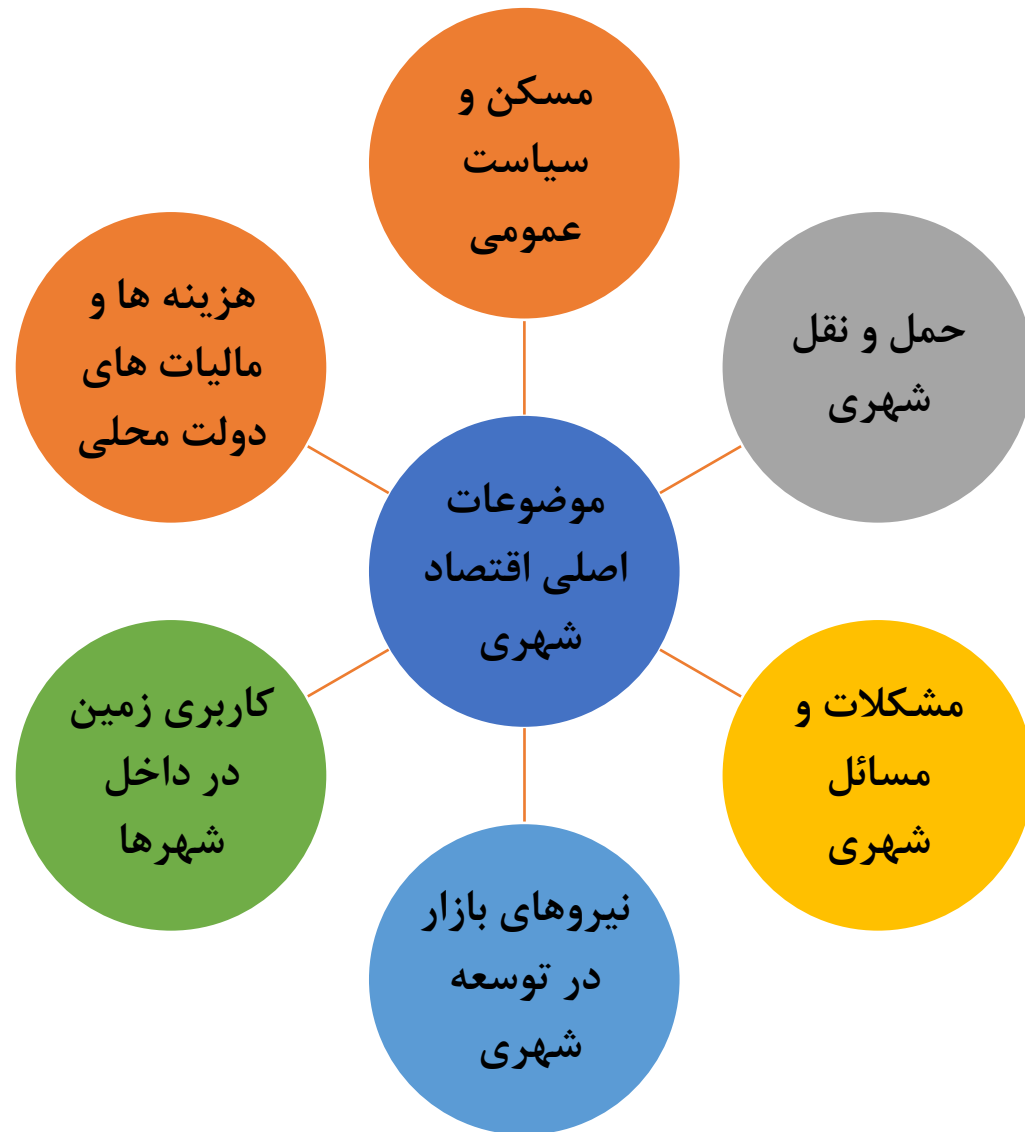 مسکن و
سیاست
عمومی
حمل و نقل
شهری
مشکلات و
مسائل
شهری
نیروهای بازار
در توسعه
شهری
کاربری زمین
در داخل
شهرها
هزینه ها و
مالیات های
دولت محلی
موضوعات
اصلی اقتصاد
شهری